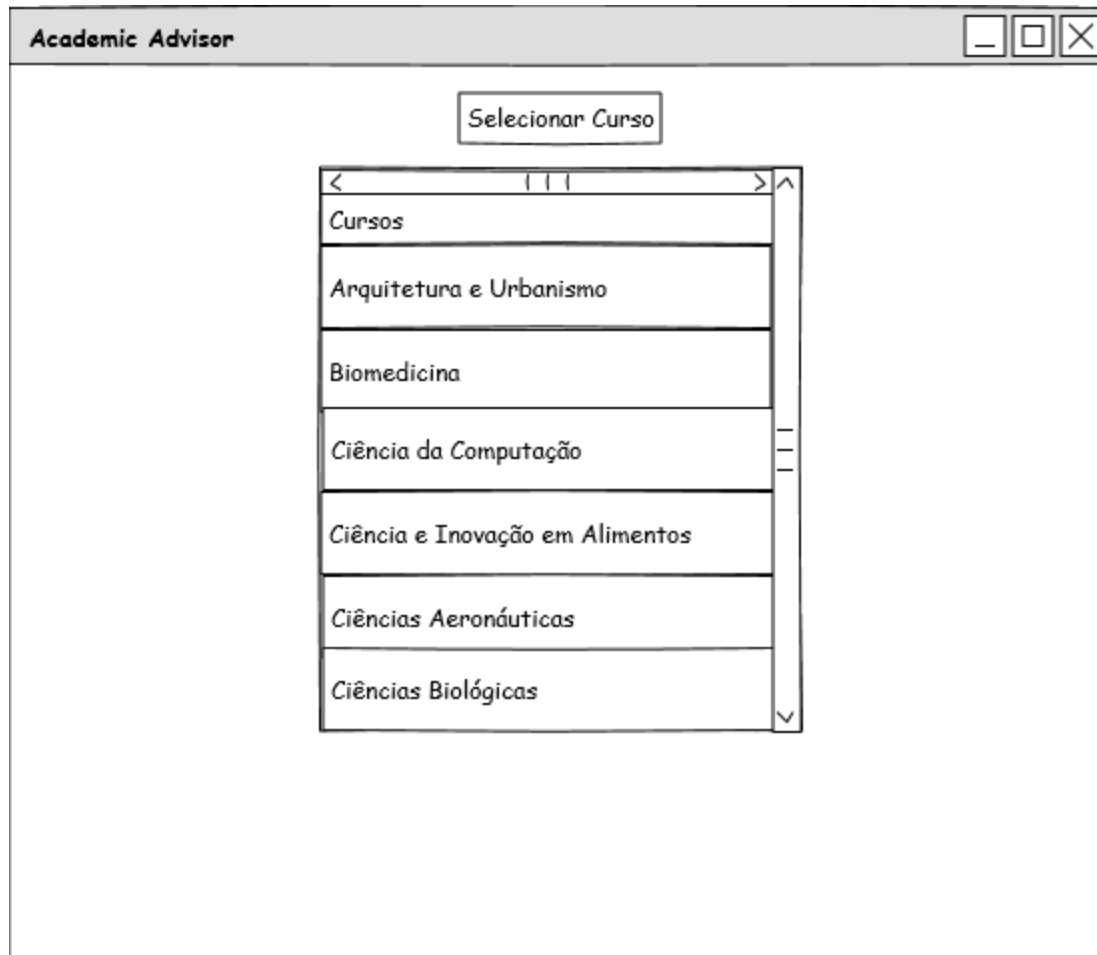 Academic Advisor
Selecionar Curso
Cursos
Arquitetura e Urbanismo
Biomedicina
Ciência da Computação
Ciência e Inovação em Alimentos
Ciências Aeronáuticas
Ciências Biológicas